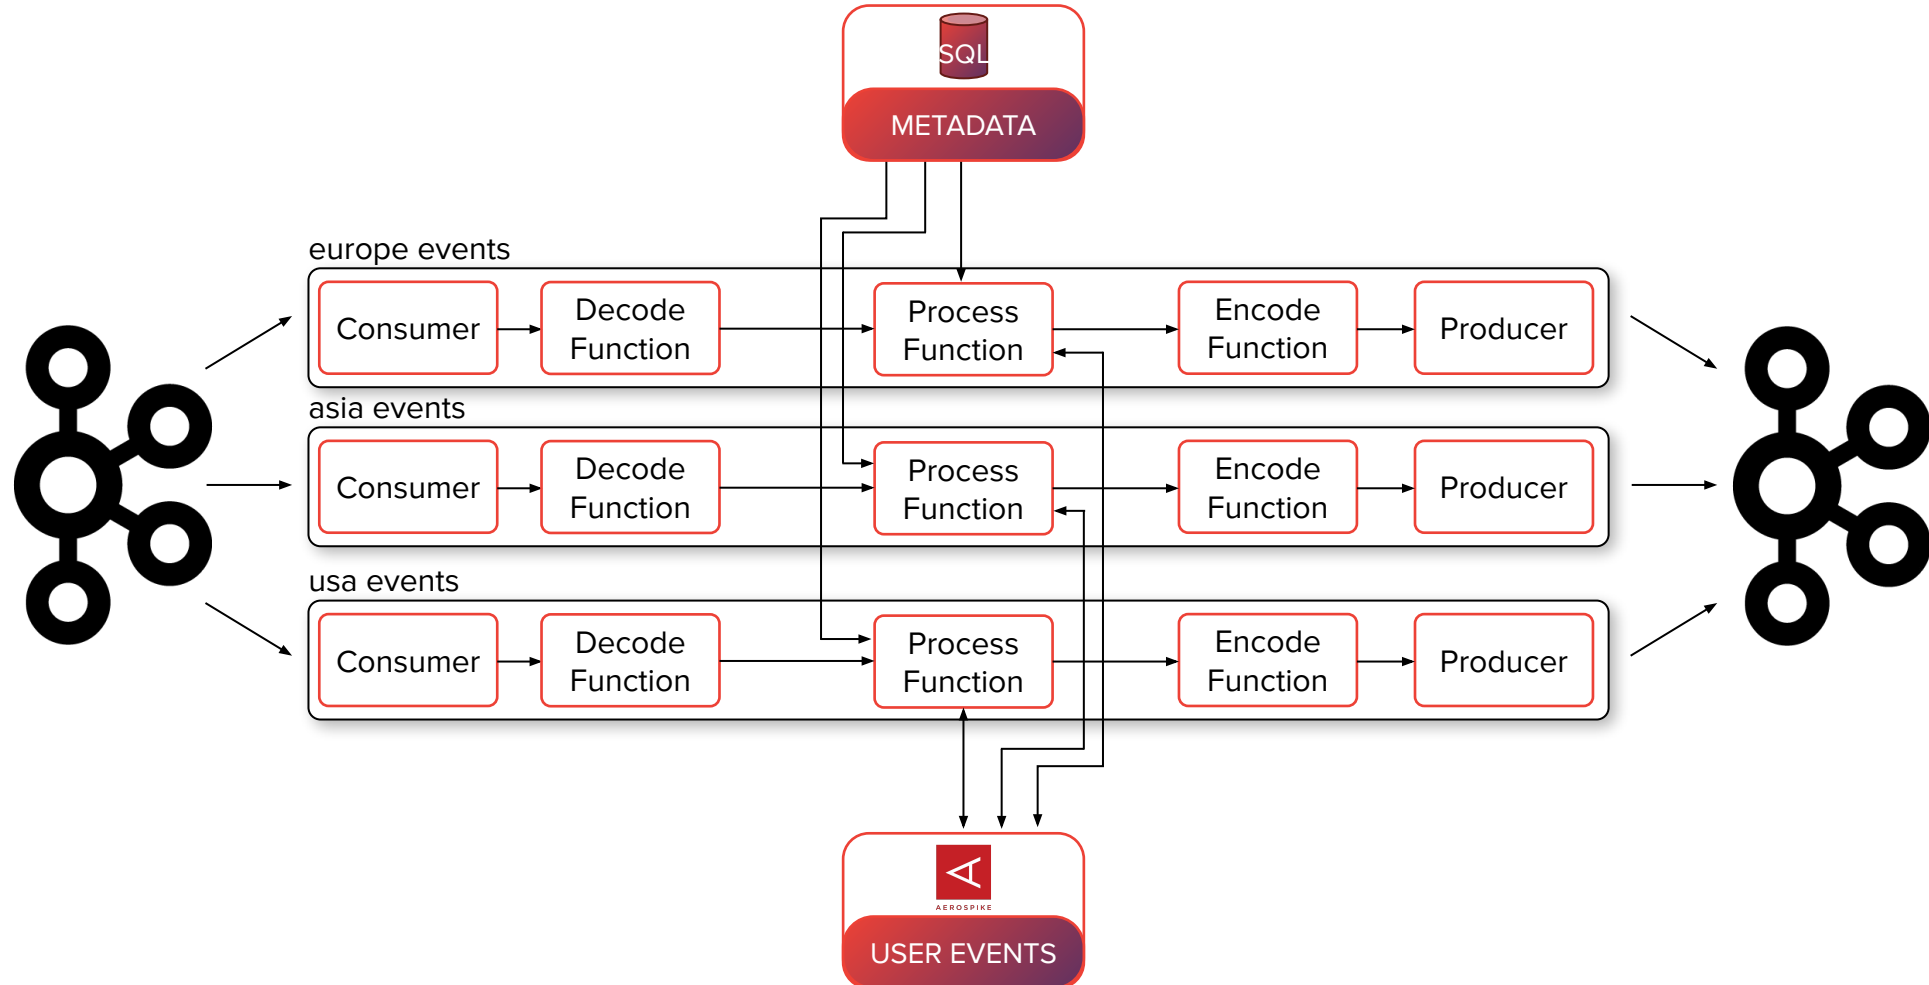 SQL
METADATA
europe events
Consumer
Decode
Function
Process
Function
Encode
Function
Producer
asia events
Consumer
Decode
Function
Process
Function
Encode
Function
Producer
usa events
Consumer
Decode
Function
Process
Function
Encode
Function
Producer
AEROSPIKE
USER EVENTS